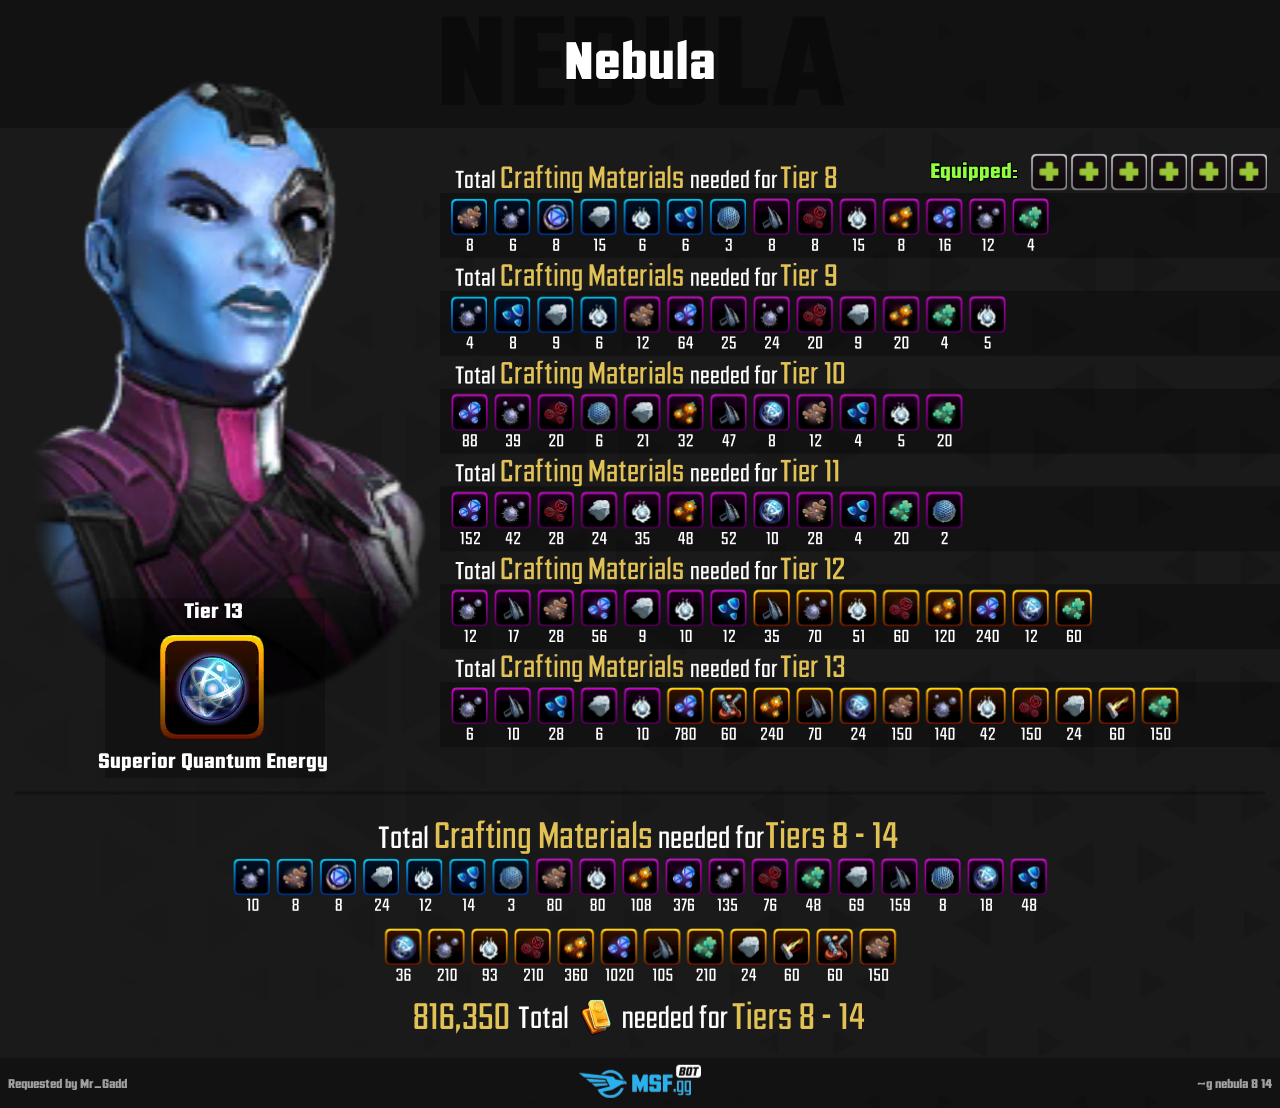 NEBULA
Nebula
Total Crafting Materials needed for Tier 8
Equipped:
8 6 8 15 6 6 3 8 8 15 8 16 12 4
Total Crafting Materials needed for Tier 9
4 8 9 6 12 64 25 24 20 9 20 4 5
Total Crafting Materials needed for Tier 10
88 39 20 6 21 32 47 8 12 4 5 20
Total Crafting Materials needed for Tier 11
152 42 28 24 35 48 52 10 28 4 20 2
Total Crafting Materials needed for Tier 12
12 17 28 56 9 10 12 35 70 51 60 120 240 12 60
Total Crafting Materials needed for Tier 13
6 10 28 6 10 780 60 240 70 24 150 140 42 150 24 60 150
Tier 13
Superior Quantum Energy
Total Crafting Materials needed for Tiers 8 - 14
10 8 8 24 12 14 3 80 80 108 376 135 76 48 69 159 8 18 48
36 210 93 210 360 1020 105 210 24 60 60 150
816,350 Total needed for Tiers 8 - 14
Requested by Mr_Gadd
MSF.gg BOT
~g nebula 8 14